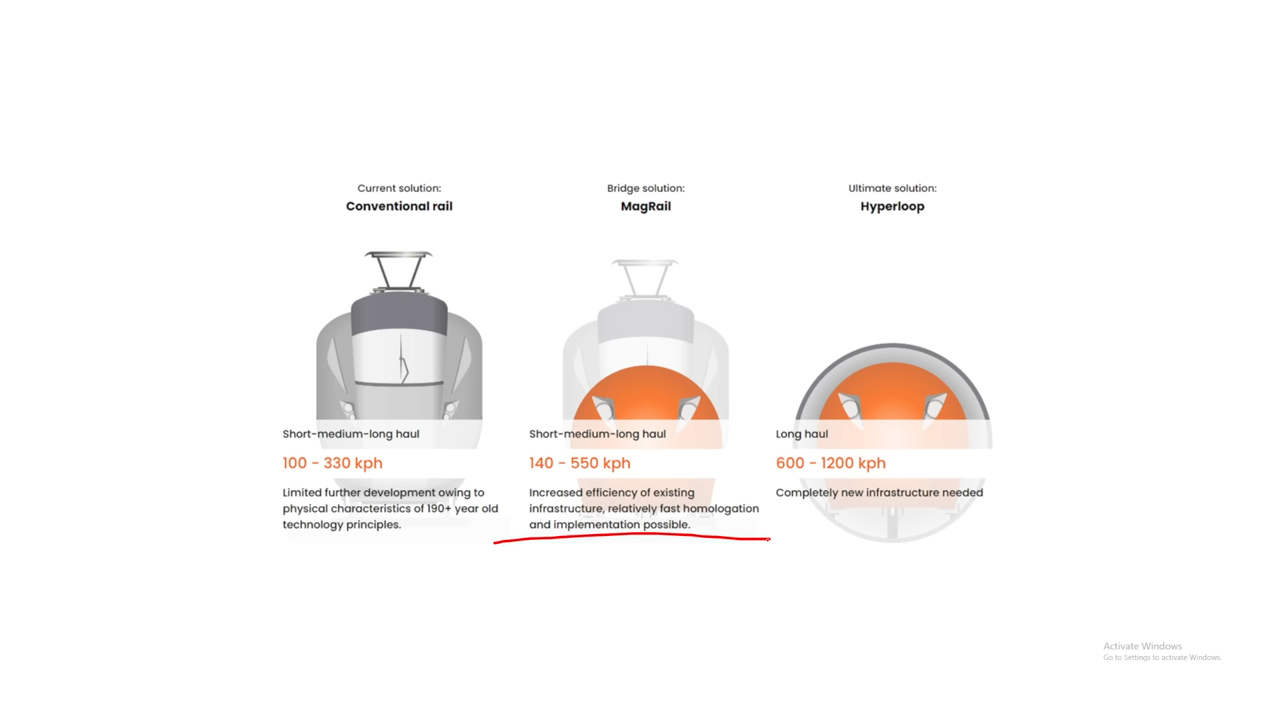 Current solution:
Conventional rail
Short-medium-long haul
100 - 330 kph
Limited further development owing to
physical characteristics of 190+ year old
technology principles.
Bridge solution:
MagRail
Short-medium-long haul
140 - 550 kph
Increased efficiency of existing
infrastructure, relatively fast homologation
and implementation possible.
Ultimate solution:
Hyperloop
Long haul
600 - 1200 kph
Completely new infrastructure needed
Activate Windows
Go to Settings to activate Windows.